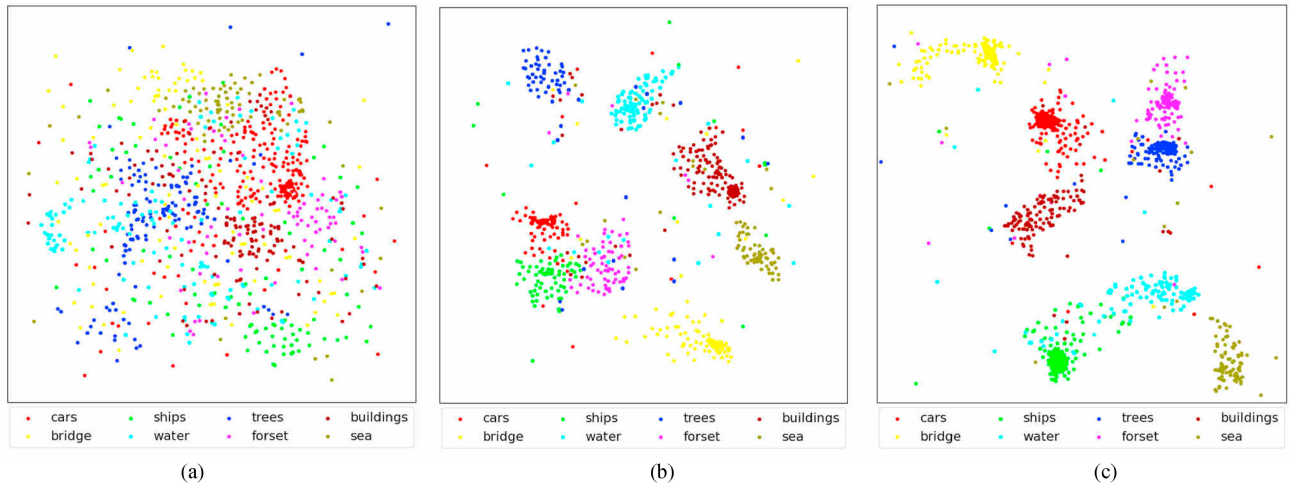 cars ships trees buildings
bridge water forset sea
cars ships trees buildings
bridge water forset sea
cars ships trees buildings
bridge water forset sea
(a) (b) (c)